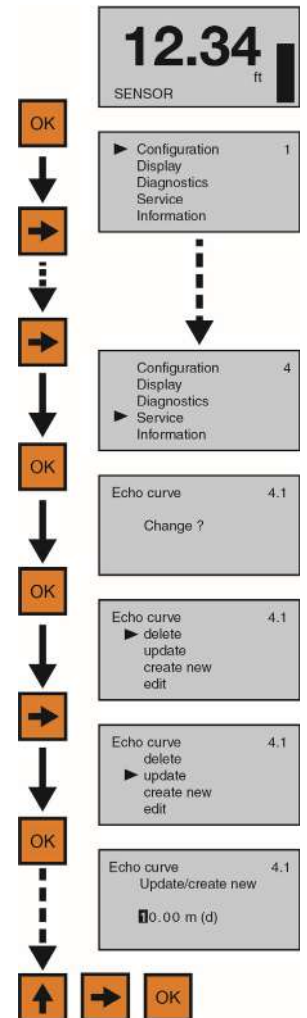 12.34
ft
SENSOR
OK
Configuration 1
Display
Diagnostics
Service
Information
Configuration 4
Display
Diagnostics
Service
Information
OK
Echo curve 4.1
Change ?
OK
Echo curve 4.1
delete
update
create new
edit
Echo curve 4.1
delete
update
create new
edit
OK
Echo curve 4.1
Update/create new
10.00 m (d)
OK